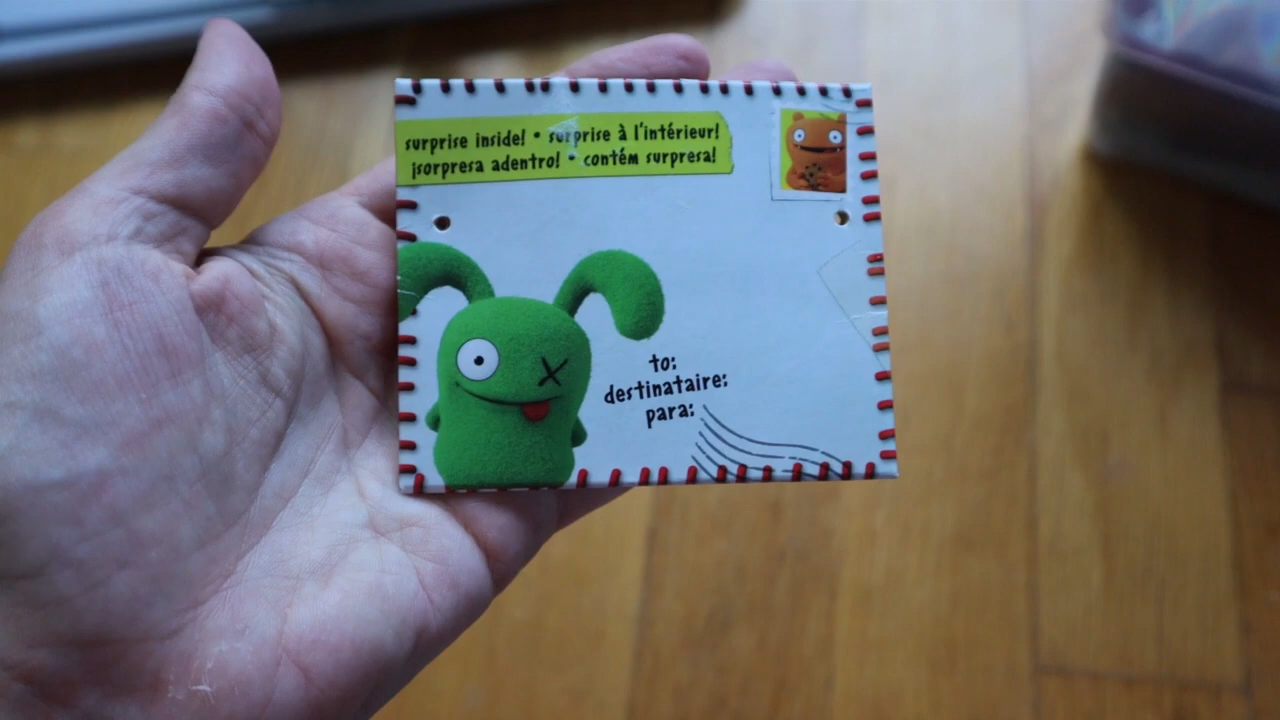 surprise inside! • surprise à l'intérieur!
¡sorpresa adentro! • contém surpresa!
to:
destinataire:
para: